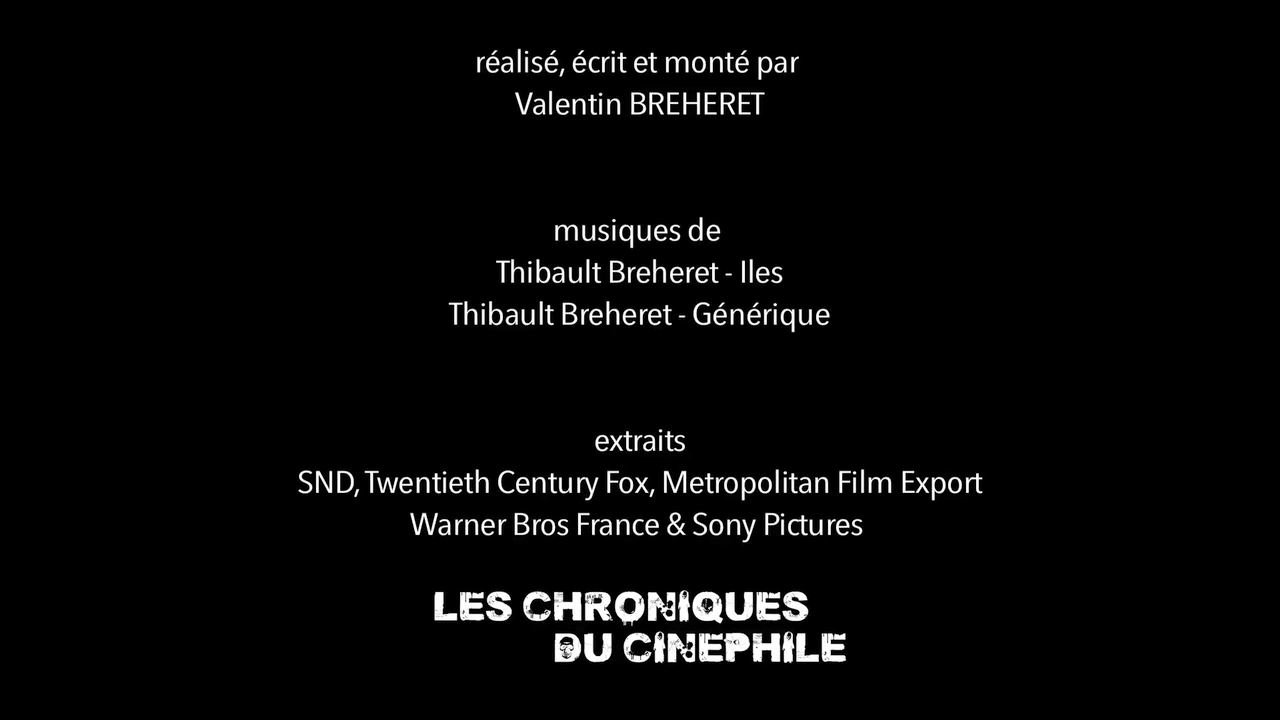 réalisé, écrit et monté par
Valentin BREHERET
musiques de
Thibault Breheret - Iles
Thibault Breheret - Générique
extraits
SND, Twentieth Century Fox, Metropolitan Film Export
Warner Bros France & Sony Pictures
LES CHRONIQUES
DU CINEPHILE